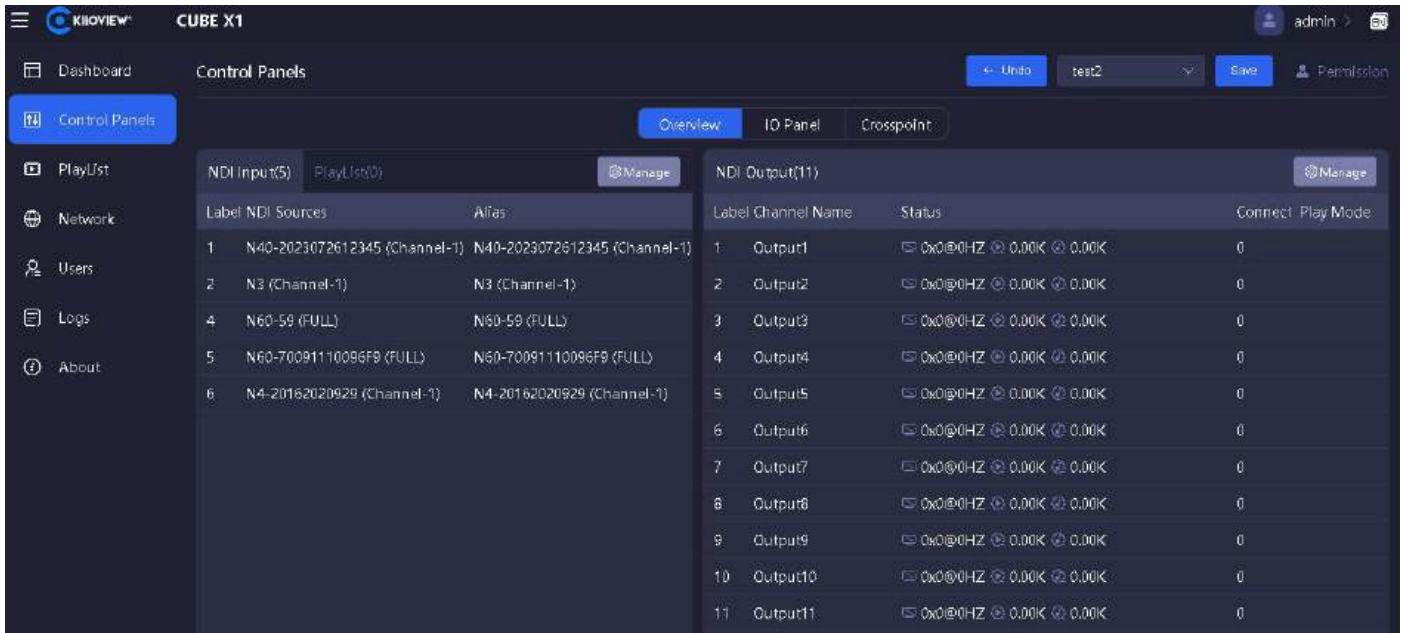 KILOVIEW CUBE X1 admin > EN
Dashboard
Control Panels
PlayList
Network
Users
Logs
About
Control Panels ← Undo test2 Save Permission
Overview IO Panel Crosspoint
NDI Input(5) PlayList(0) Manage
Label NDI Sources Alias
1 N40-2023072612345 (Channel-1) N40-2023072612345 (Channel-1)
2 N3 (Channel-1) N3 (Channel-1)
4 N60-59 (FULL) N60-59 (FULL)
5 N60-70091110096F9 (FULL) N60-70091110096F9 (FULL)
6 N4-20162020929 (Channel-1) N4-20162020929 (Channel-1)
NDI Output(11) Manage
Label Channel Name Status Connect Play Mode
1 Output1 0x0@0HZ 0.00K 0.00K 0
2 Output2 0x0@0HZ 0.00K 0.00K 0
3 Output3 0x0@0HZ 0.00K 0.00K 0
4 Output4 0x0@0HZ 0.00K 0.00K 0
5 Output5 0x0@0HZ 0.00K 0.00K 0
6 Output6 0x0@0HZ 0.00K 0.00K 0
7 Output7 0x0@0HZ 0.00K 0.00K 0
8 Output8 0x0@0HZ 0.00K 0.00K 0
9 Output9 0x0@0HZ 0.00K 0.00K 0
10 Output10 0x0@0HZ 0.00K 0.00K 0
11 Output11 0x0@0HZ 0.00K 0.00K 0